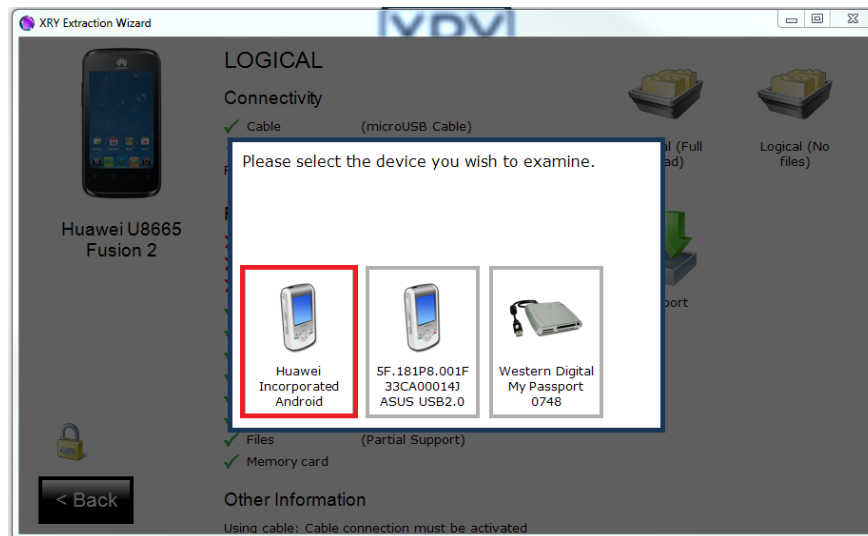 XRY Extraction Wizard
XRY
LOGICAL
Connectivity
Cable (microUSB Cable)
Please select the device you wish to examine.
(Full
Logical (No
files)
Huawei U8665
Fusion 2
Huawei
Incorporated
Android
5F.181P8.001F
33CA00014J
ASUS USB2.0
Western Digital
My Passport
0748
Files (Partial Support)
Memory card
< Back
Other Information
Using cable: Cable connection must be activated